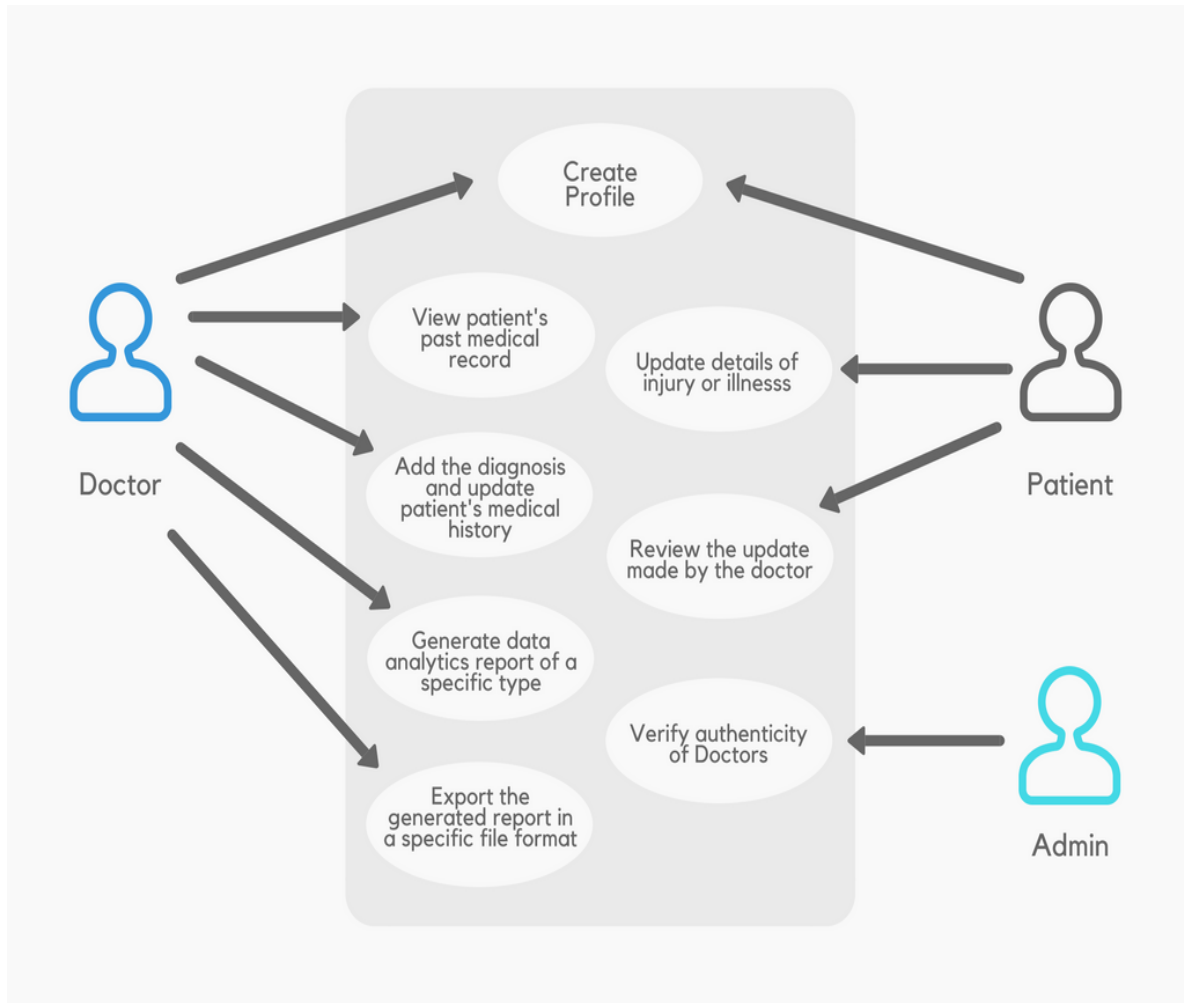 Create
Profile
View patient's
past medical
record
Update details of
injury or illnesss
Add the diagnosis
and update
patient's medical
history
Doctor
Patient
Review the update
made by the doctor
Generate data
analytics report of a
specific type
Verify authenticity
of Doctors
Export the
generated report in
a specific file format
Admin